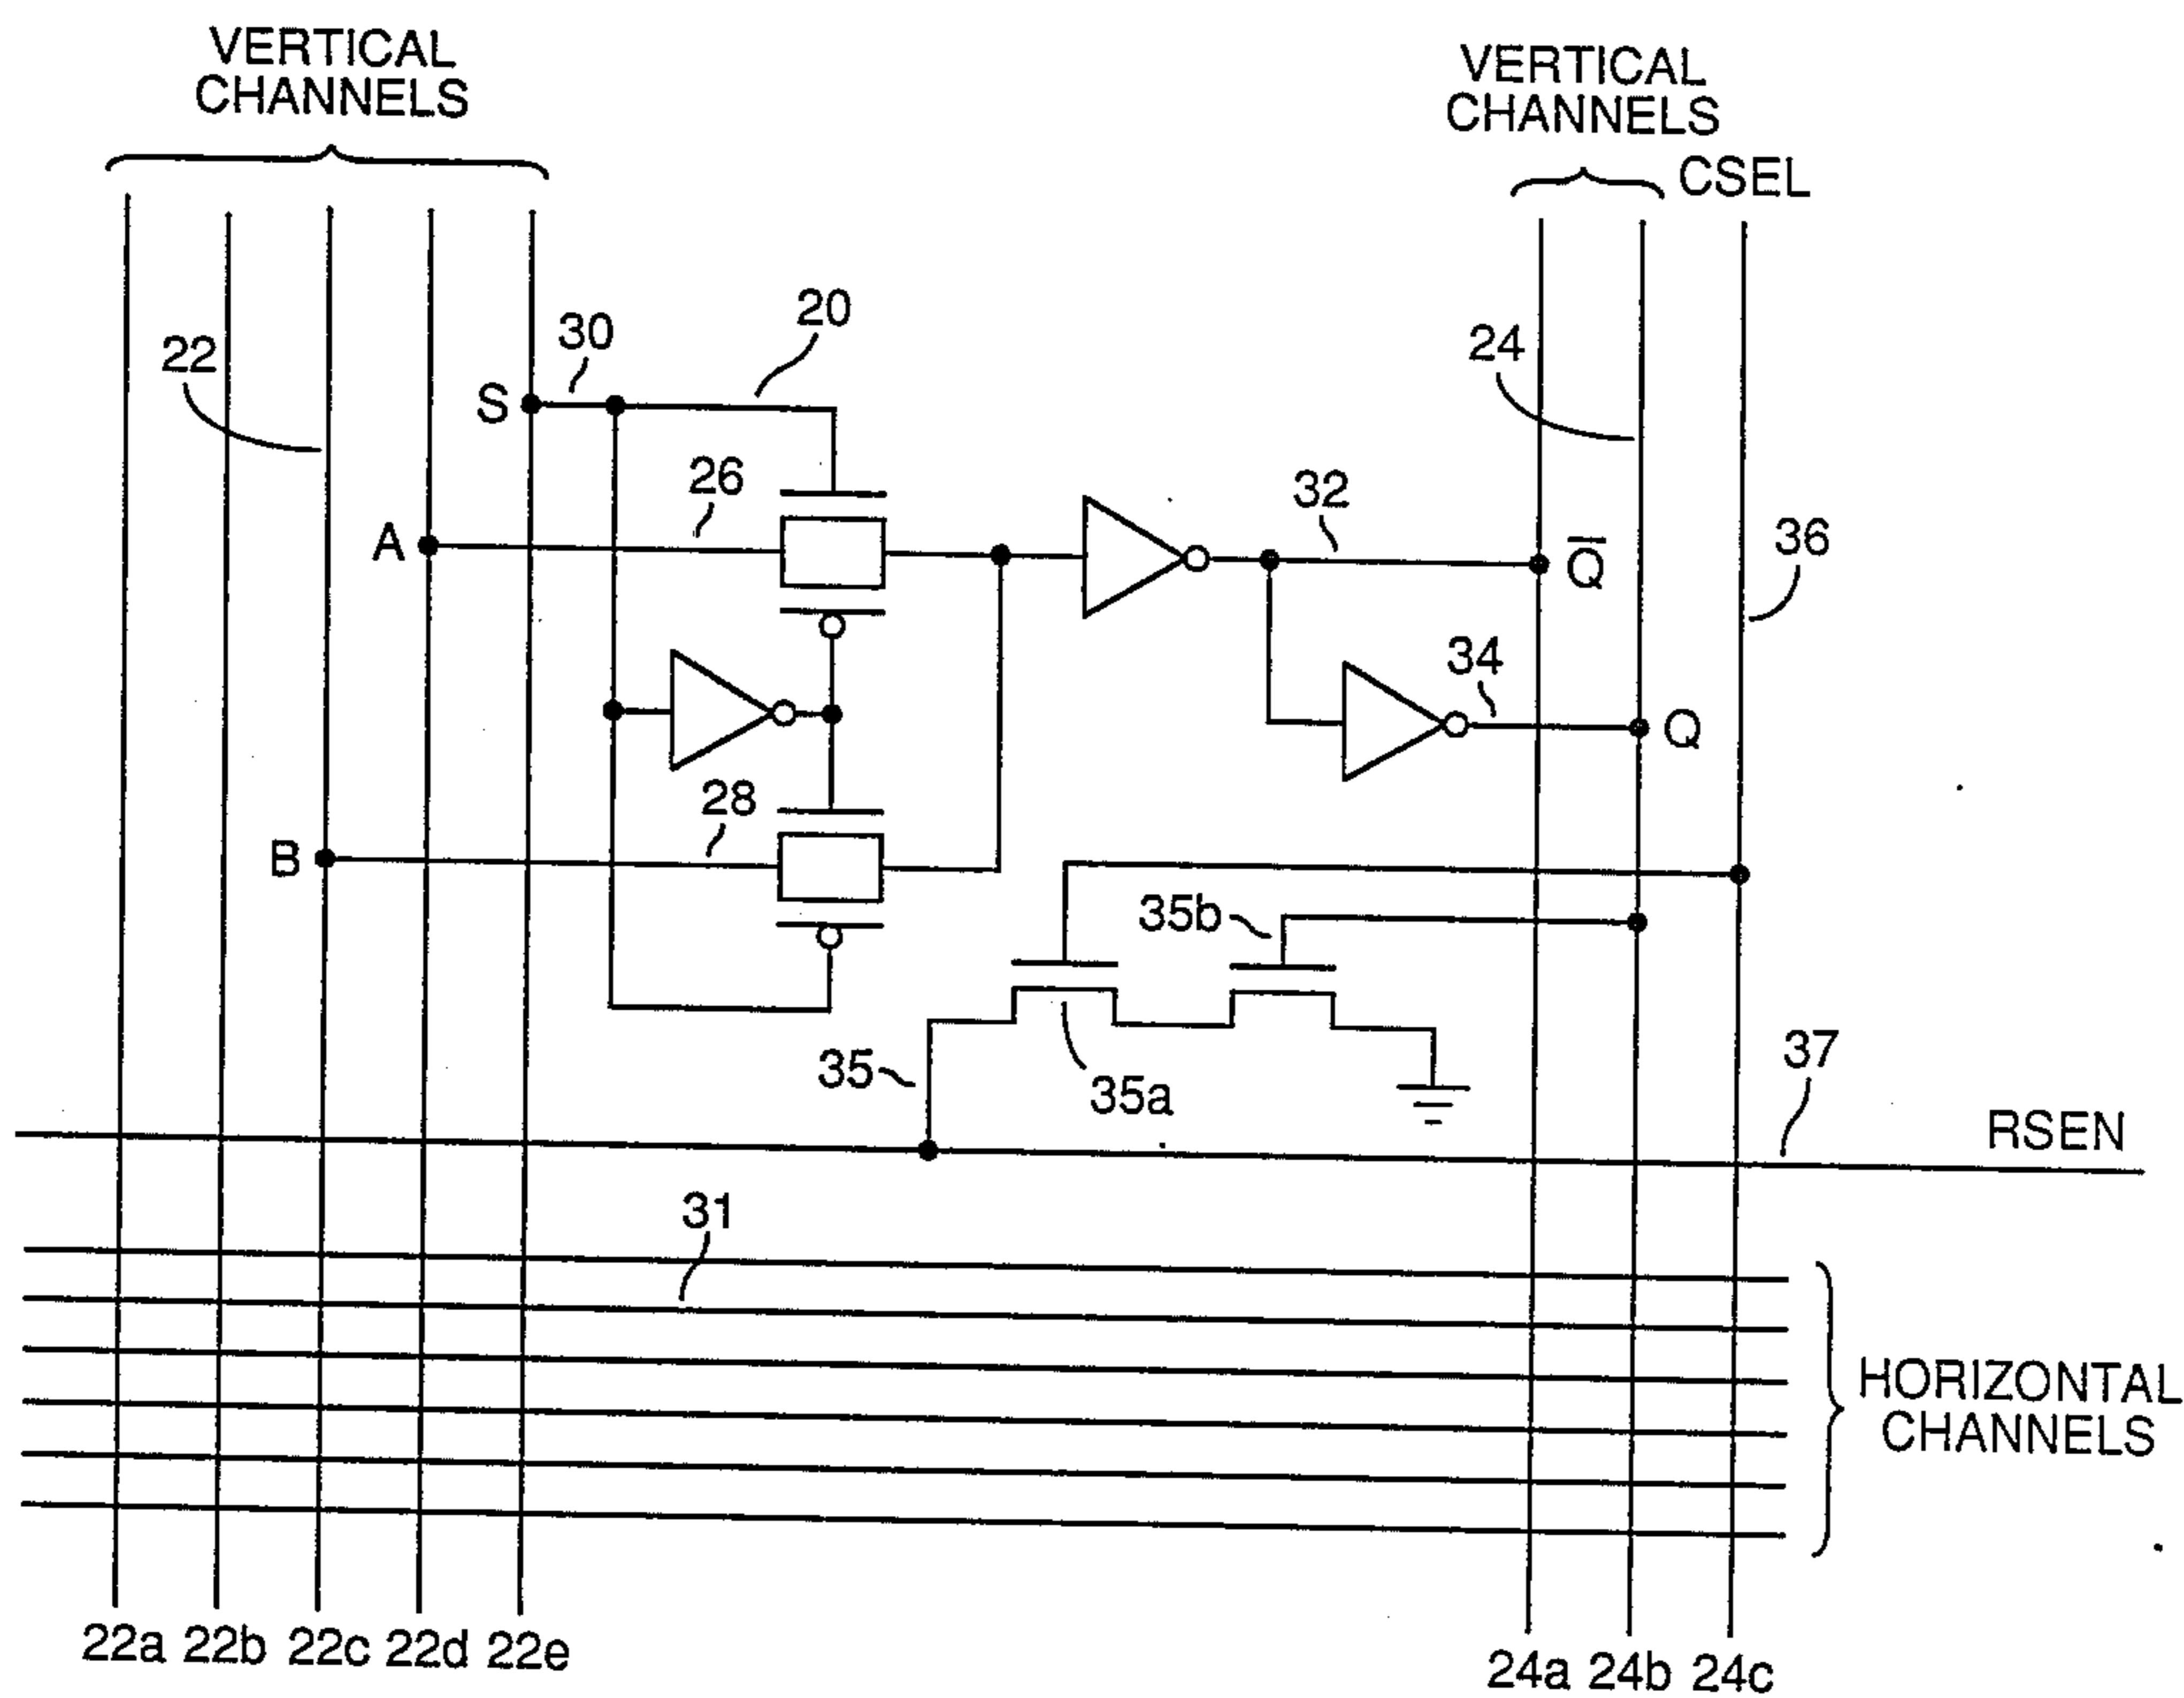 VERTICAL
CHANNELS
VERTICAL
CHANNELS
CSEL
30
20
22
24
S
26
32
36
A
Q̅
34
Q
28
B
35b
35
35a
37
RSEN
31
HORIZONTAL
CHANNELS
22a 22b 22c 22d 22e
24a 24b 24c